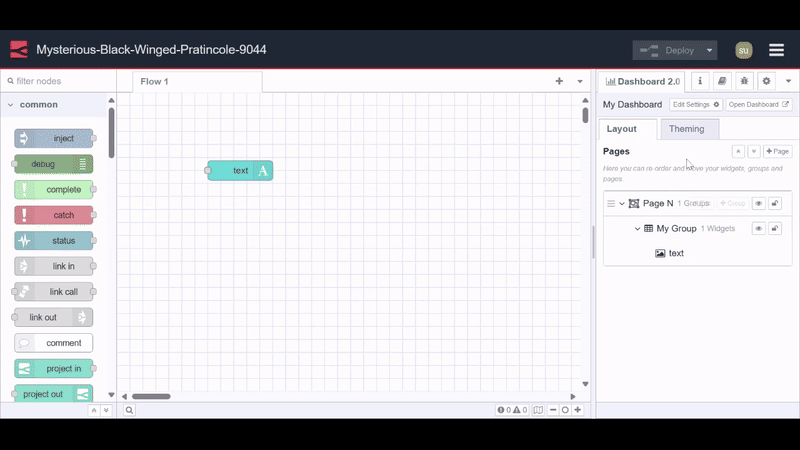 Mysterious-Black-Winged-Pratincole-9044
Deploy
su
filter nodes
Flow 1
Dashboard 2.0
common
My Dashboard
Edit Settings
Open Dashboard
inject
debug
complete
catch
status
link in
link call
link out
comment
project in
project out
text
A
Layout
Theming
Pages
+ Page
Here you can re-order and move your widgets, groups and
pages.
Page N
1 Groups
+ Group
My Group
1 Widgets
text
0
0